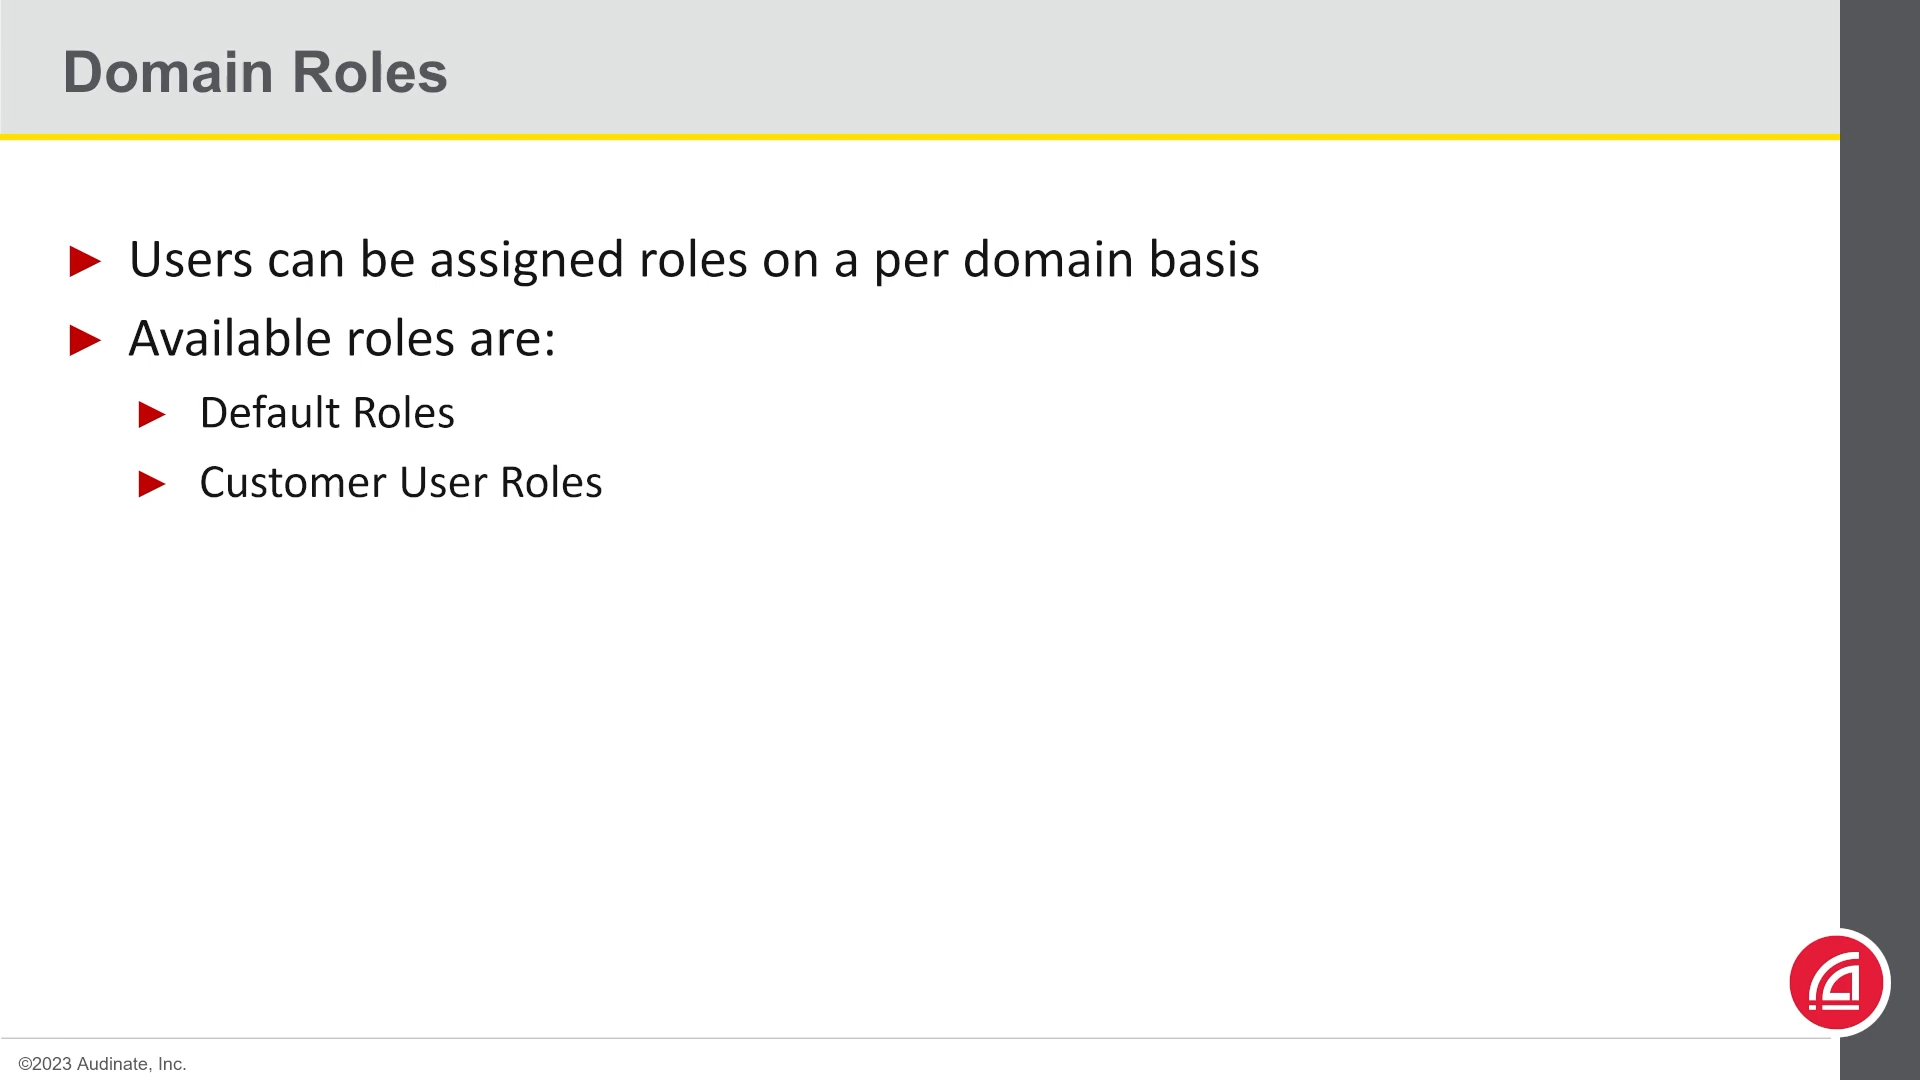 Domain Roles
Users can be assigned roles on a per domain basis
Available roles are:
Default Roles
Customer User Roles
©2023 Audinate, Inc.